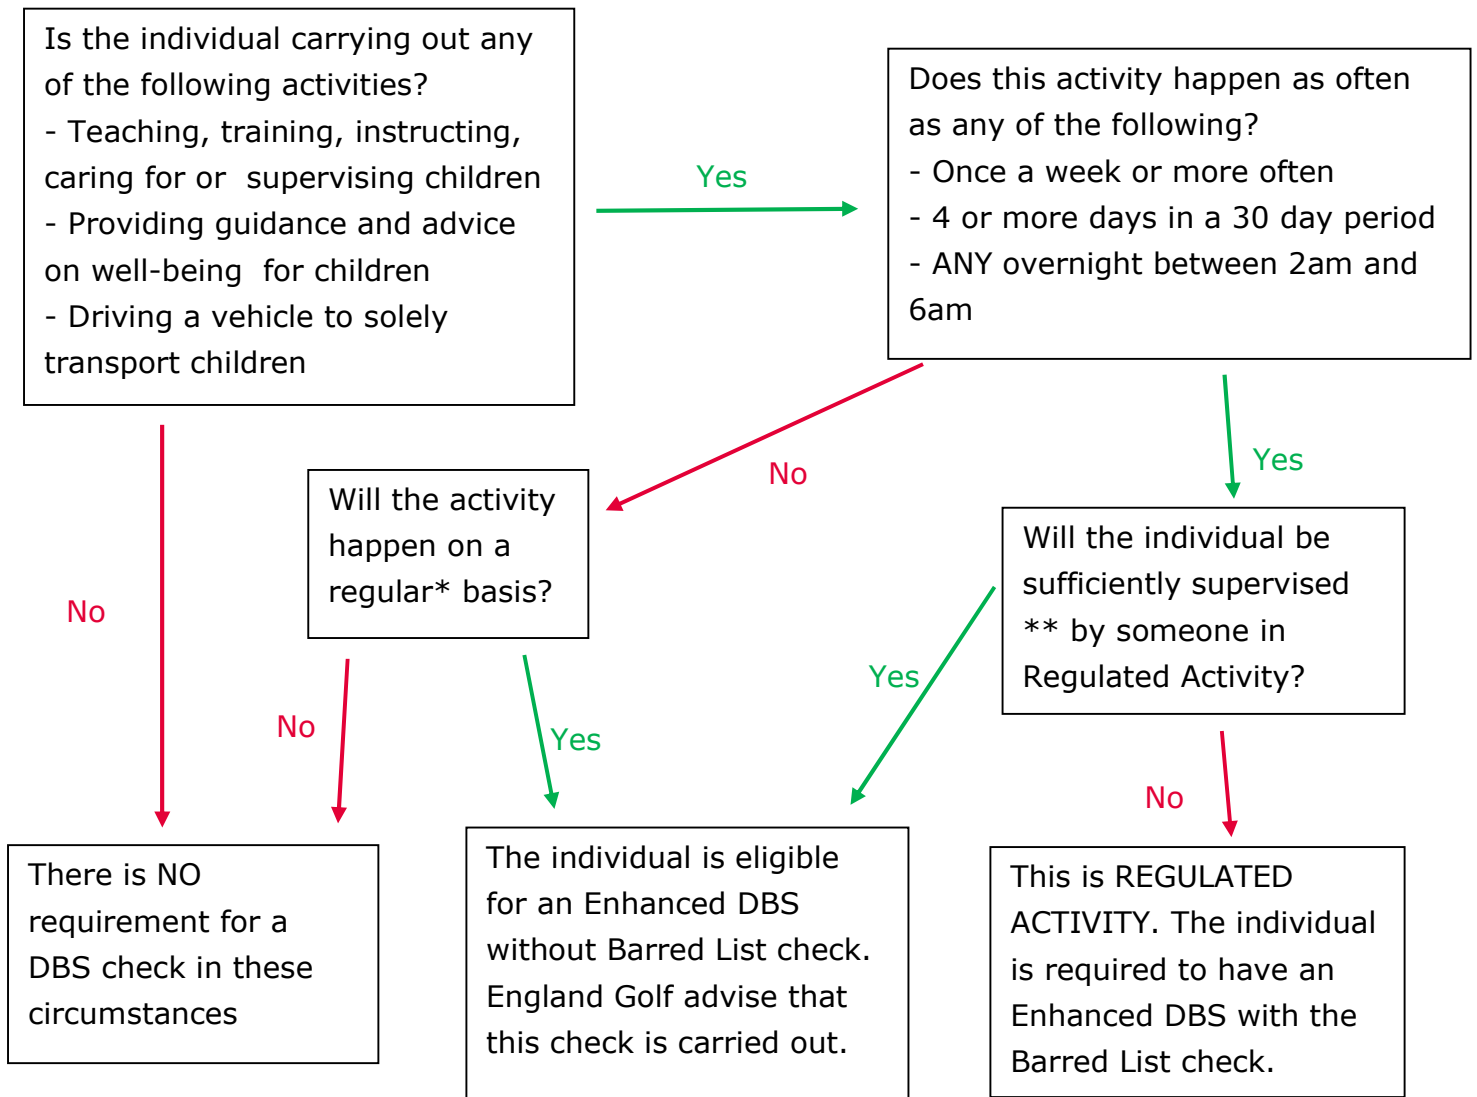 Is the individual carrying out any
of the following activities?
- Teaching, training, instructing,
caring for or supervising children
- Providing guidance and advice
on well-being for children
- Driving a vehicle to solely
transport children
Yes
Does this activity happen as often
as any of the following?
- Once a week or more often
- 4 or more days in a 30 day period
- ANY overnight between 2am and
6am
No
No
Yes
Will the activity
happen on a
regular* basis?
Will the individual be
sufficiently supervised
** by someone in
Regulated Activity?
No
Yes
Yes
No
There is NO
requirement for a
DBS check in these
circumstances
The individual is eligible
for an Enhanced DBS
without Barred List check.
England Golf advise that
this check is carried out.
This is REGULATED
ACTIVITY. The individual
is required to have an
Enhanced DBS with the
Barred List check.